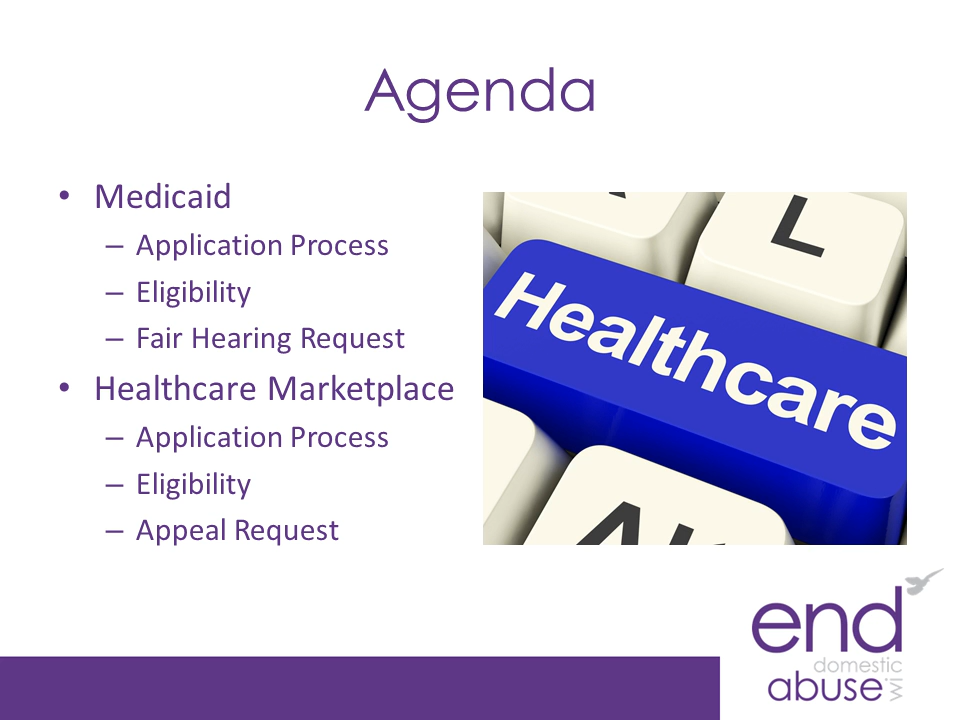 Agenda
• Medicaid
– Application Process
– Eligibility
– Fair Hearing Request
• Healthcare Marketplace
– Application Process
– Eligibility
– Appeal Request
L
Healthcare
end
domestic
abuse
wi